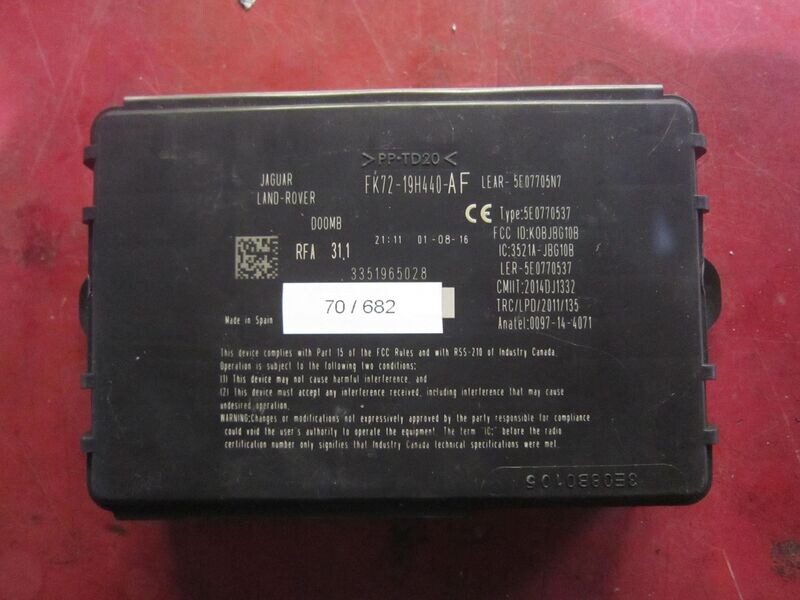 >PP-TD20<
JAGUAR
LAND-ROVER
FK72-19H440-AF
LEAR- 5E07705N7
D00MB
RFA 31,1
21:11 01-08-16
3351965028
CE Type:5E0770537
FCC ID:KOBJBG10B
IC:3521A-JBG10B
LER-5E0770537
CMIIT:2014DJ1332
TRC/LPD/2011/135
Anatel:0097-14-4071
70 / 682
Made in Spain
This device complies with Part 15 of the FCC Rules and with RSS-210 of Industry Canada.
Operation is subject to the following two conditions:
(1) This device may not cause harmful interference, and
(2) This device must accept any interference received, including interference that may cause
undesired operation.
WARNING:Changes or modifications not expressively approved by the party responsible for compliance
could void the user's authority to operate the equipment. The term "IC:" before the radio
certification number only signifies that Industry Canada technical specifications were met.
3E03B0105